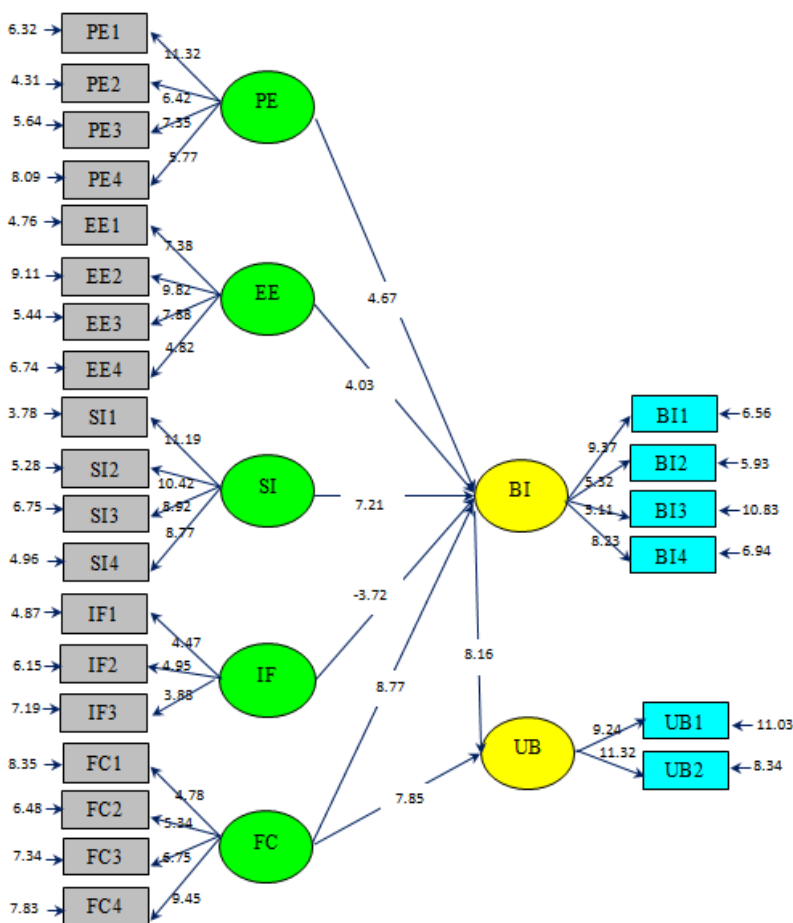 6.32 PE1
11.32
4.31 PE2
6.42
PE
5.64 PE3
7.35
8.09 PE4
5.77
4.76 EE1
7.38
9.11 EE2
9.82
EE
4.67
5.44 EE3
7.88
6.74 EE4
4.82
4.03
3.78 SI1
11.19
BI1 6.56
9.37
5.28 SI2
10.42
SI
BI
BI2 5.93
5.32
6.75 SI3
8.92
7.21
BI3 10.83
3.11
4.96 SI4
8.77
BI4 6.94
8.23
4.87 IF1
4.47
-3.72
6.15 IF2
4.95
IF
8.16
7.19 IF3
3.88
8.77
UB1 11.03
9.24
UB
8.35 FC1
4.78
UB2 8.34
11.32
6.48 FC2
5.34
7.85
7.34 FC3
FC
7.83 FC4
9.45